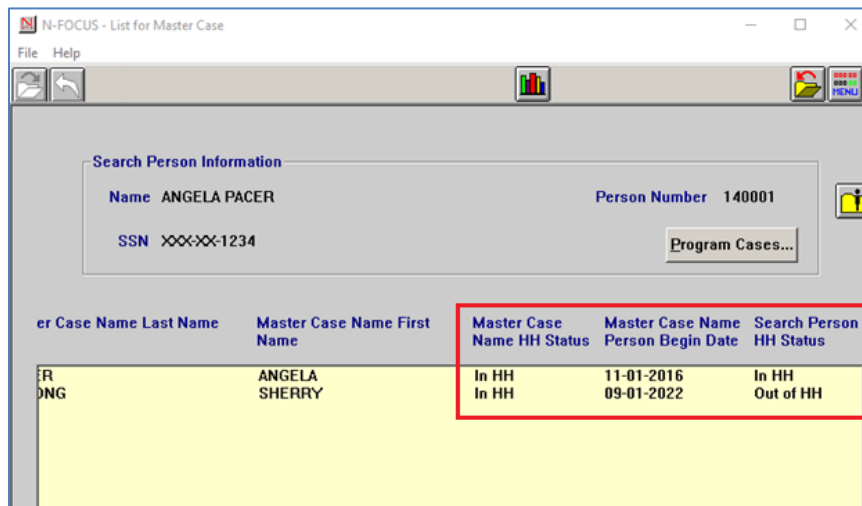 N-FOCUS - List for Master Case
File Help
MENU
Search Person Information
Name ANGELA PACER Person Number 140001
SSN XXX-XX-1234 Program Cases...
er Case Name Last Name Master Case Name First Name Master Case Name HH Status Master Case Name Person Begin Date Search Person HH Status
ER ANGELA In HH 11-01-2016 In HH
ONG SHERRY In HH 09-01-2022 Out of HH